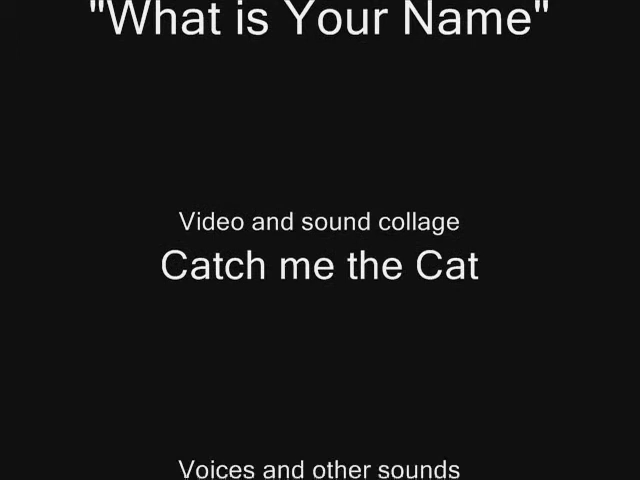 "What is Your Name"
Video and sound collage
Catch me the Cat
Voices and other sounds